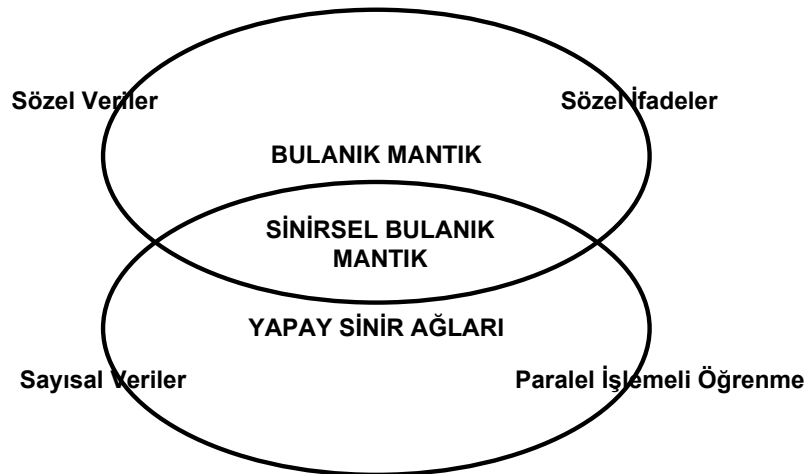 Sözel Veriler
Sözel İfadeler
BULANIK MANTIK
SİNİRSEL BULANIK
MANTIK
YAPAY SİNİR AĞLARI
Sayısal Veriler
Paralel İşlemeli Öğrenme